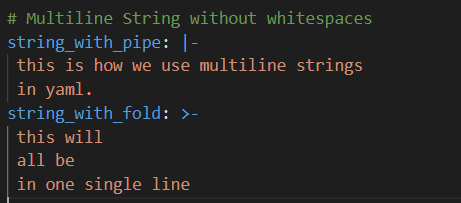 # Multiline String without whitespaces
string_with_pipe: |-
 this is how we use multiline strings
 in yaml.
string_with_fold: >-
 this will
 all be
 in one single line